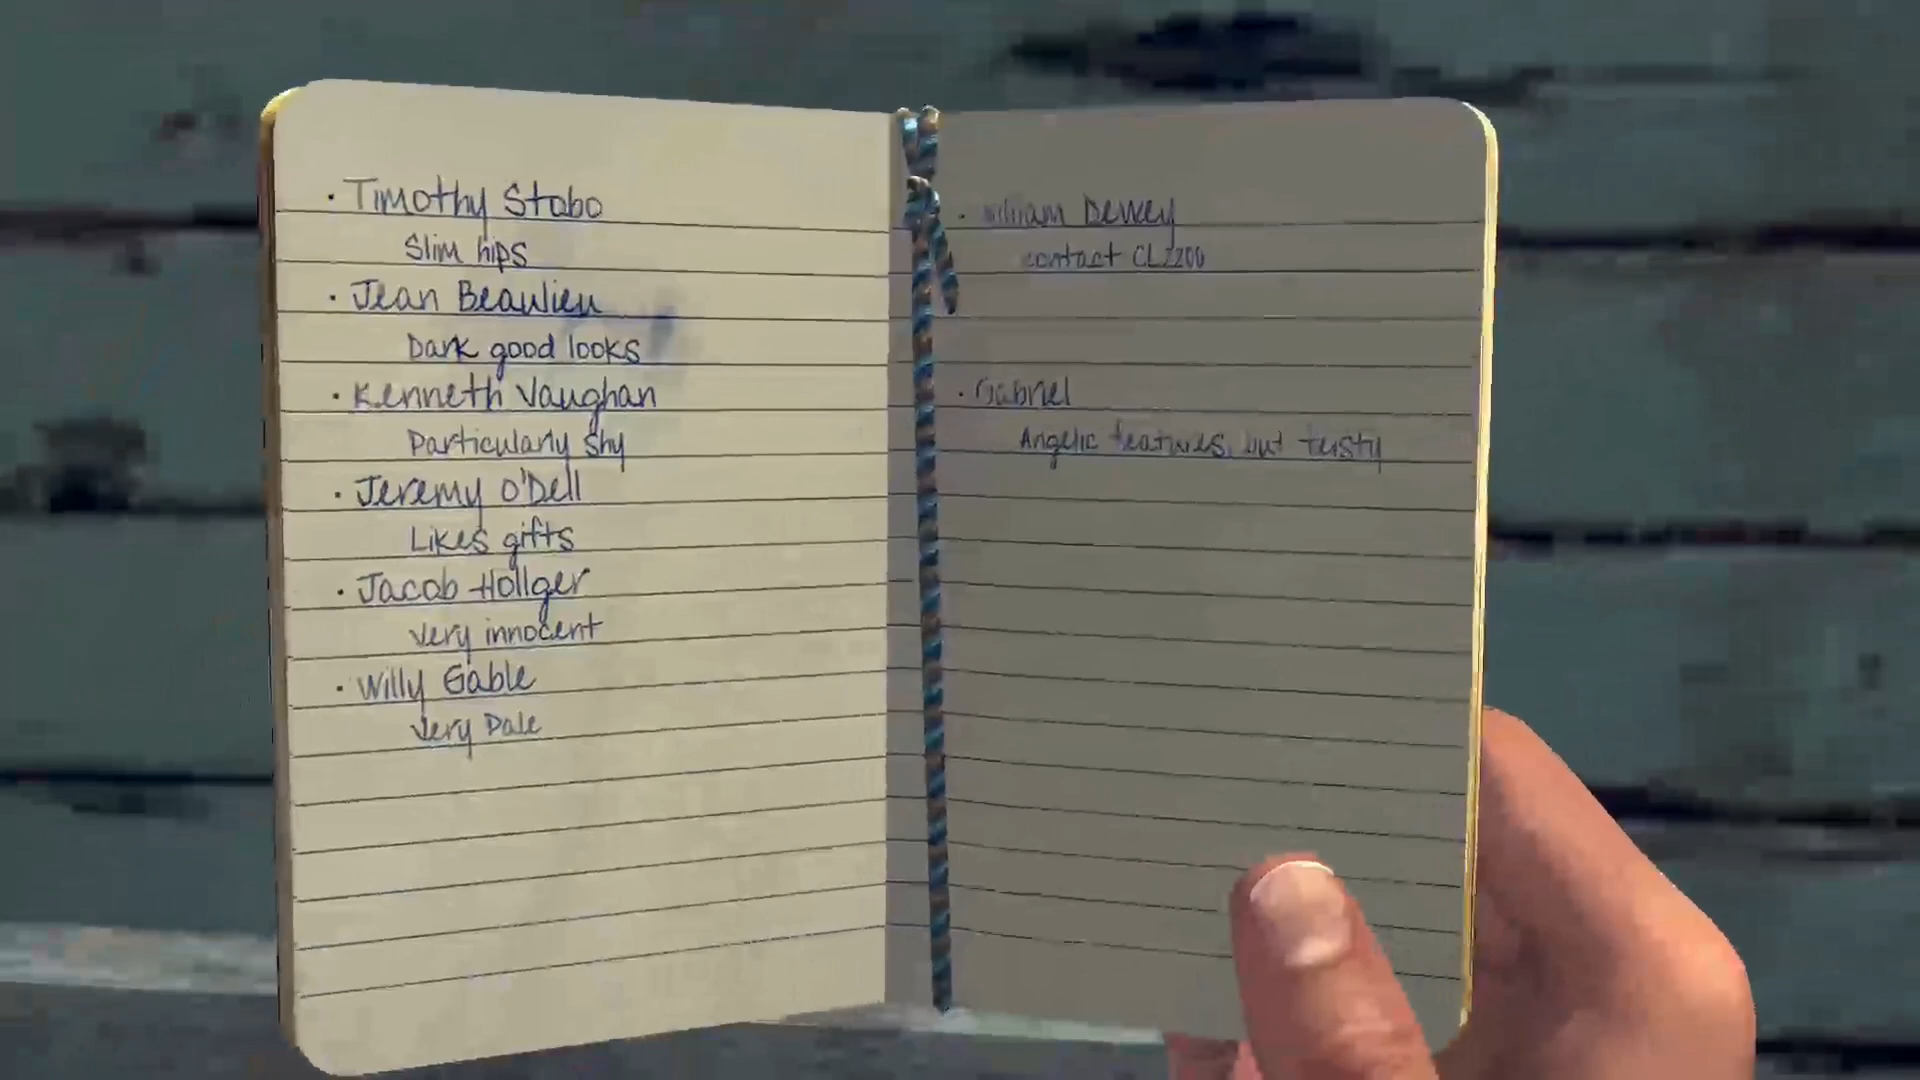 · Timothy Stabo
Slim hips
· Jean Beaulieu
Dark good looks
· Kenneth Vaughan
Particularly shy
· Jeremy O'Dell
Likes gifts
· Jacob Hollger
very innocent
· Willy Gable
Very Pale
· William Dewey
contact CL2200
· Gabriel
Angelic features, but testy